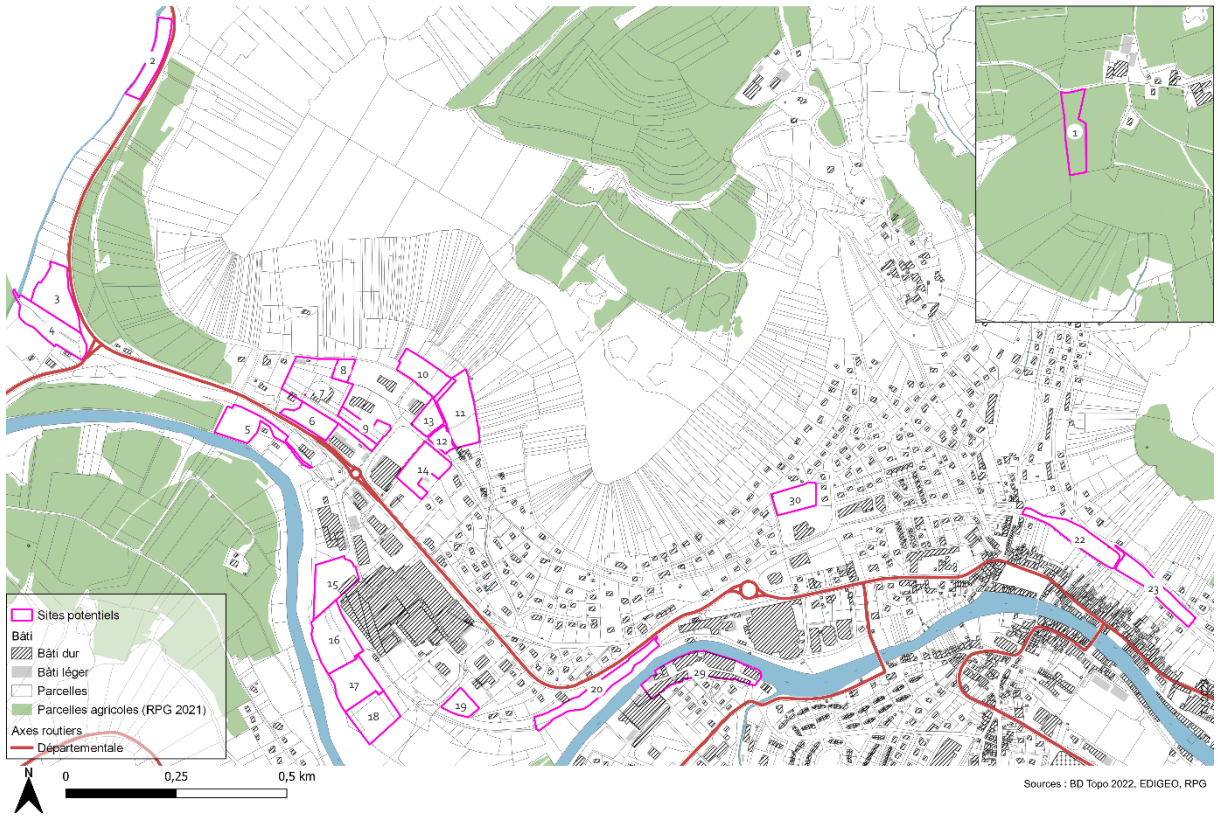 2
1
3
4
8
10
7
11
6
13
9
5
12
14
30
22
15
23
16
17
29
20
19
18
Sites potentiels
Bâti
Bâti dur
Bâti léger
Parcelles
Parcelles agricoles (RPG 2021)
Axes routiers
Départementale
N
0 0,25 0,5 km
Sources : BD Topo 2022, EDIGEO, RPG